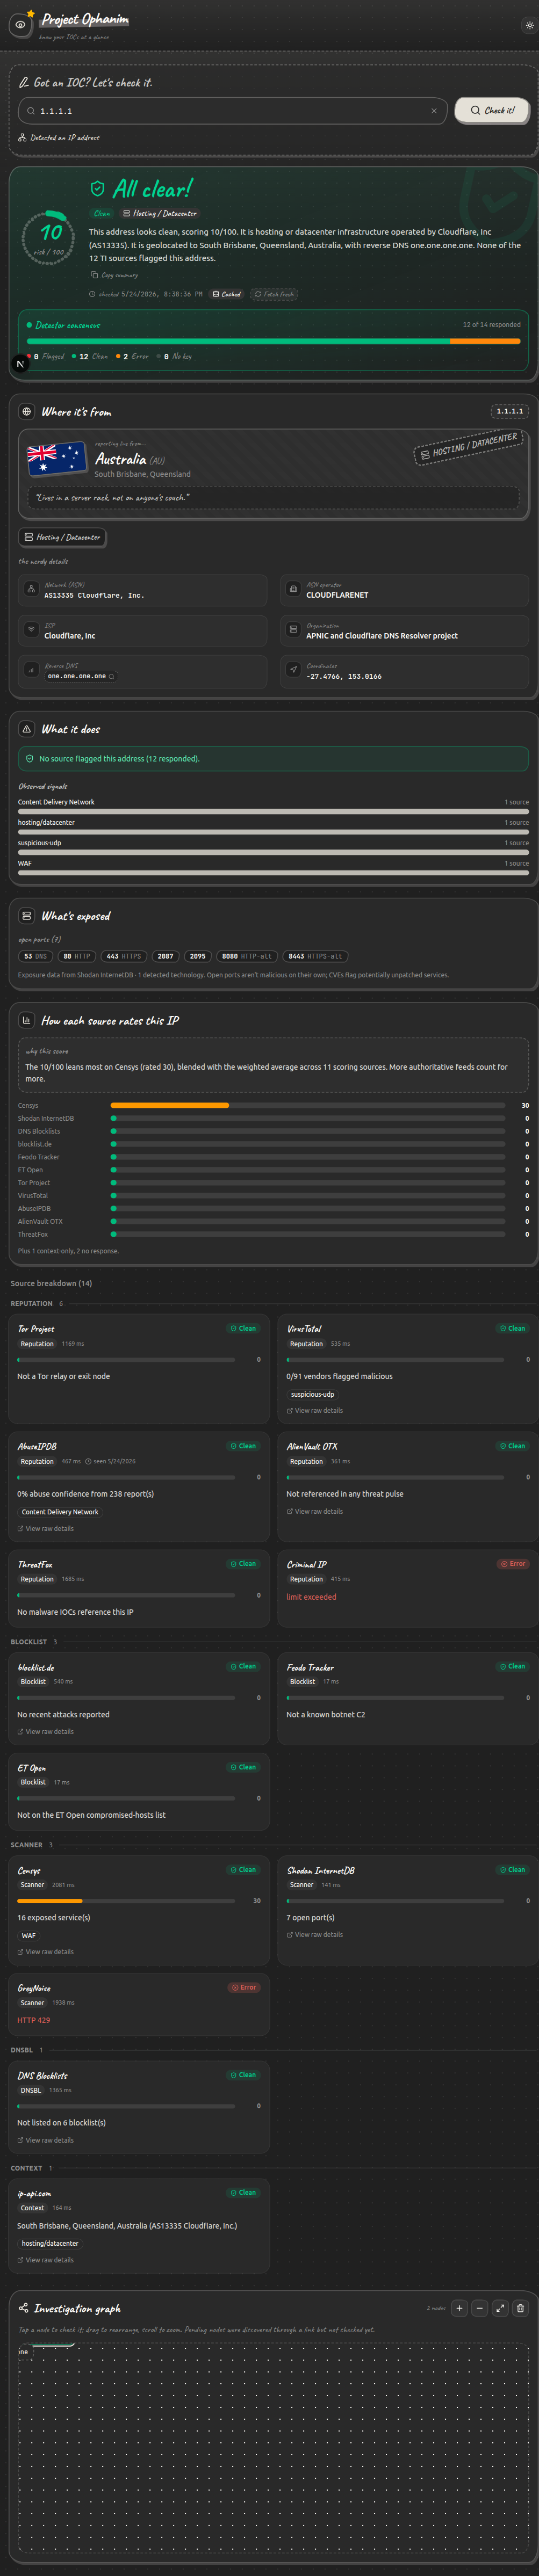 Project Ophanim
know your IOCs at a glance
Got an IOC? Let's check it.
1.1.1.1
Check it!
Detected an IP address
All clear!
Clean
Hosting / Datacenter
10
risk / 100
This address looks clean, scoring 10/100. It is hosting or datacenter infrastructure operated by Cloudflare, Inc
(AS13335). It is geolocated to South Brisbane, Queensland, Australia, with reverse DNS one.one.one.one. None of the
12 TI sources flagged this address.
Copy summary
checked 5/24/2026, 8:38:36 PM
Cached
Fetch fresh
Detector consensus
12 of 14 responded
0 Flagged
12 Clean
2 Error
0 No key
N
Where it's from
1.1.1.1
reporting live from...
Australia (AU)
South Brisbane, Queensland
HOSTING / DATACENTER
"Lives in a server rack, not on anyone's couch."
Hosting / Datacenter
the nerdy details
Network (ASN)
AS13335 Cloudflare, Inc.
ASN operator
CLOUDFLARENET
ISP
Cloudflare, Inc
Organization
APNIC and Cloudflare DNS Resolver project
Reverse DNS
one.one.one.one
Coordinates
-27.4766, 153.0166
What it does
No source flagged this address (12 responded).
Observed signals
Content Delivery Network
1 source
hosting/datacenter
1 source
suspicious-udp
1 source
WAF
1 source
What's exposed
open ports (7)
53 DNS
80 HTTP
443 HTTPS
2087
2095
8080 HTTP-alt
8443 HTTPS-alt
Exposure data from Shodan InternetDB · 1 detected technology. Open ports aren't malicious on their own; CVEs flag potentially unpatched services.
How each source rates this IP
why this score
The 10/100 leans most on Censys (rated 30), blended with the weighted average across 11 scoring sources. More authoritative feeds count for
more.
Censys 30
Shodan InternetDB 0
DNS Blocklists 0
blocklist.de 0
Feodo Tracker 0
ET Open 0
Tor Project 0
VirusTotal 0
AbuseIPDB 0
AlienVault OTX 0
ThreatFox 0
Plus 1 context-only, 2 no response.
Source breakdown (14)
REPUTATION 6
Tor Project
Clean
Reputation 1169 ms
0
Not a Tor relay or exit node
VirusTotal
Clean
Reputation 535 ms
0
0/91 vendors flagged malicious
suspicious-udp
View raw details
AbuseIPDB
Clean
Reputation 467 ms seen 5/24/2026
0
0% abuse confidence from 238 report(s)
Content Delivery Network
View raw details
AlienVault OTX
Clean
Reputation 361 ms
0
Not referenced in any threat pulse
View raw details
ThreatFox
Clean
Reputation 1685 ms
0
No malware IOCs reference this IP
Criminal IP
Error
Reputation 415 ms
limit exceeded
BLOCKLIST 3
blocklist.de
Clean
Blocklist 540 ms
0
No recent attacks reported
View raw details
Feodo Tracker
Clean
Blocklist 17 ms
0
Not a known botnet C2
ET Open
Clean
Blocklist 17 ms
0
Not on the ET Open compromised-hosts list
SCANNER 3
Censys
Clean
Scanner 2081 ms
30
16 exposed service(s)
WAF
View raw details
Shodan InternetDB
Clean
Scanner 141 ms
0
7 open port(s)
View raw details
GreyNoise
Error
Scanner 1938 ms
HTTP 429
DNSBL 1
DNS Blocklists
Clean
DNSBL 1365 ms
0
Not listed on 6 blocklist(s)
View raw details
CONTEXT 1
ip-api.com
Clean
Context 164 ms
South Brisbane, Queensland, Australia (AS13335 Cloudflare, Inc.)
hosting/datacenter
View raw details
Investigation graph
2 nodes
Tap a node to check it; drag to rearrange, scroll to zoom. Pending nodes were discovered through a link but not checked yet.
one